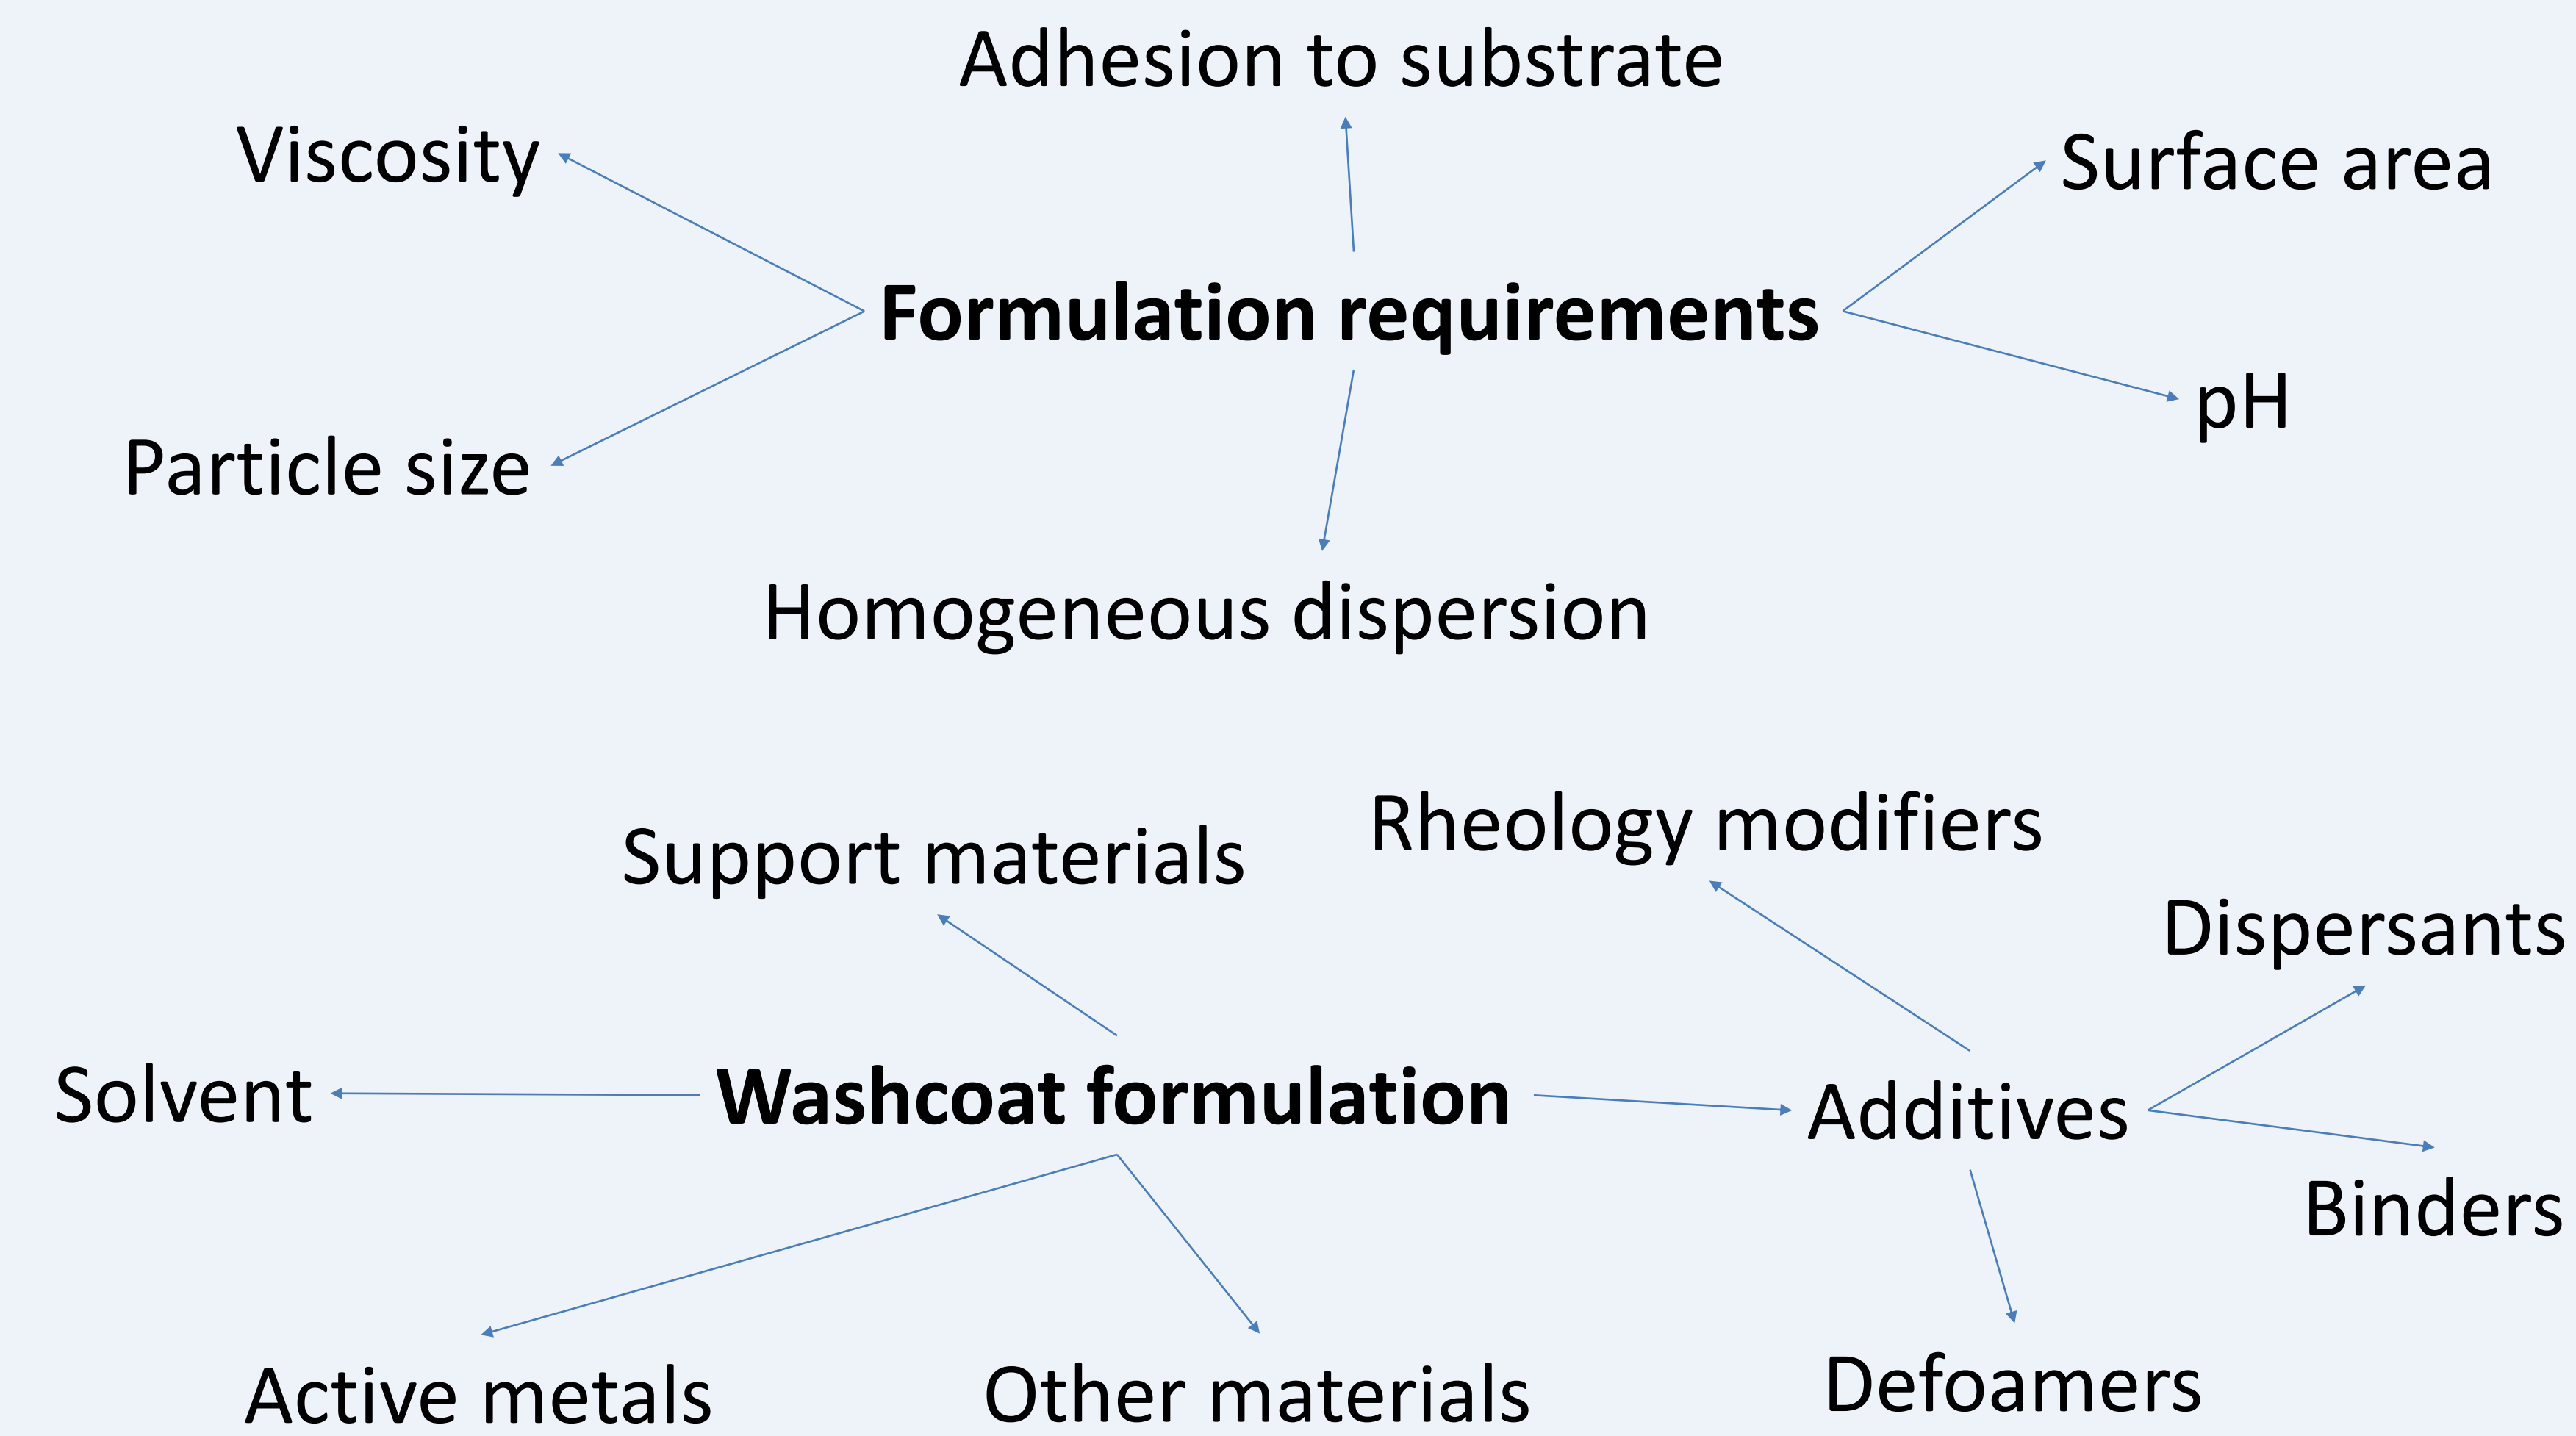 Adhesion to substrate
Viscosity
Surface area
Formulation requirements
pH
Particle size
Homogeneous dispersion
Rheology modifiers
Support materials
Dispersants
Solvent
Washcoat formulation
Additives
Binders
Active metals
Other materials
Defoamers